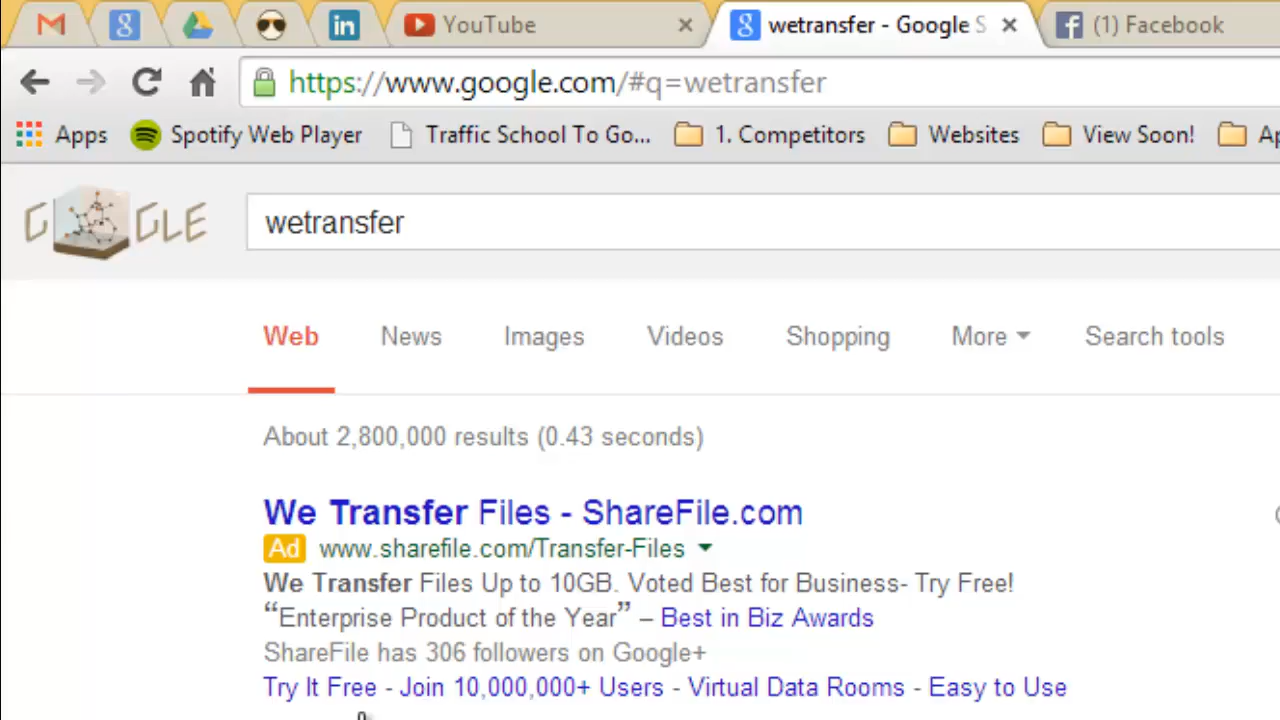 YouTube
wetransfer - Google S
(1) Facebook
https://www.google.com/#q=wetransfer
Apps
Spotify Web Player
Traffic School To Go...
1. Competitors
Websites
View Soon!
Ap
GOGLE
wetransfer
Web News Images Videos Shopping More Search tools
About 2,800,000 results (0.43 seconds)
We Transfer Files - ShareFile.com
Ad www.sharefile.com/Transfer-Files
We Transfer Files Up to 10GB. Voted Best for Business- Try Free!
“Enterprise Product of the Year” – Best in Biz Awards
ShareFile has 306 followers on Google+
Try It Free - Join 10,000,000+ Users - Virtual Data Rooms - Easy to Use